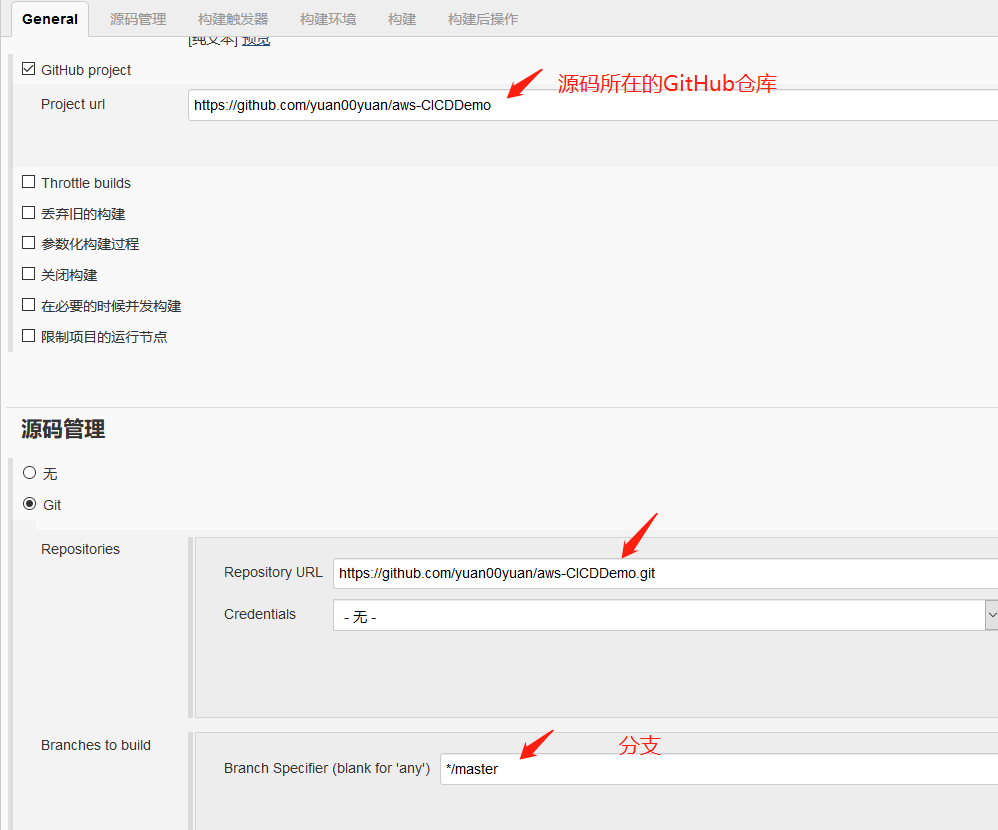 General 源码管理 构建触发器 构建环境 构建 构建后操作
[纯文本] 预览
GitHub project
源码所在的GitHub仓库
Project url https://github.com/yuan00yuan/aws-CICDDemo
Throttle builds
丢弃旧的构建
参数化构建过程
关闭构建
在必要的时候并发构建
限制项目的运行节点
源码管理
无
Git
Repositories
Repository URL https://github.com/yuan00yuan/aws-CICDDemo.git
Credentials - 无 -
Branches to build 分支
Branch Specifier (blank for 'any') */master